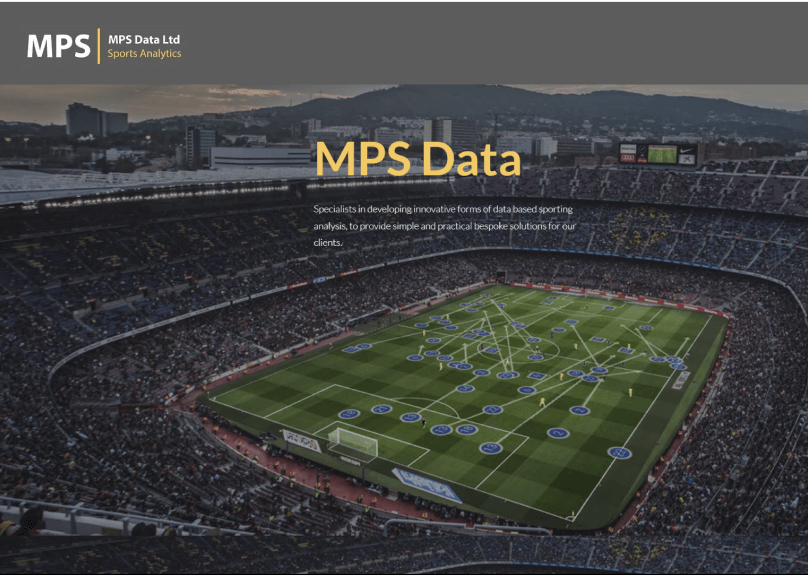 MPS
MPS Data Ltd
Sports Analytics
MPS Data
Specialists in developing innovative forms of data based sporting
analysis, to provide simple and practical bespoke solutions for our
clients.